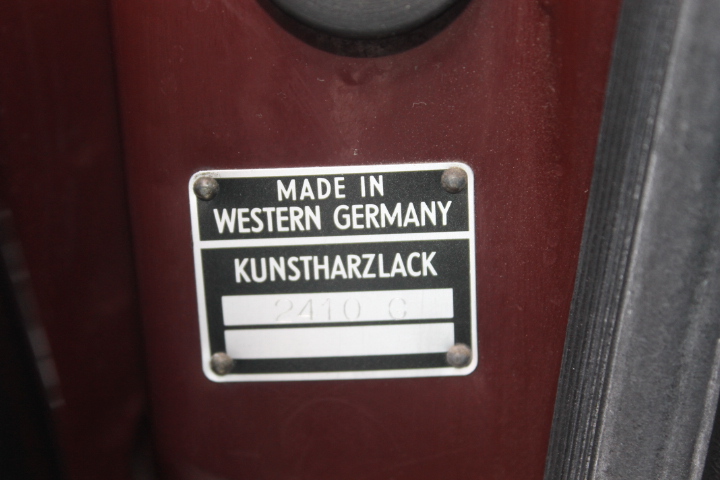 MADE IN
WESTERN GERMANY
KUNSTHARZLACK
2410 C